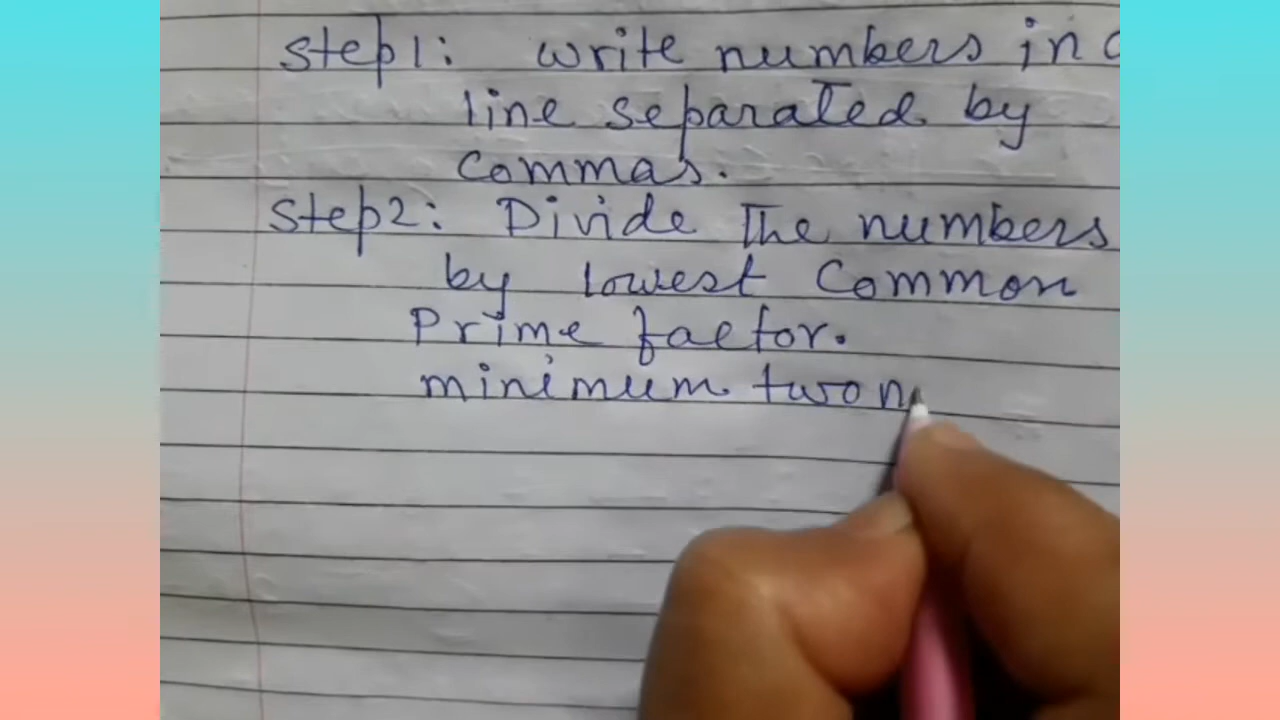 Step1: write numbers in a
line separated by
Commas.
Step2: Divide The numbers
by lowest Common
Prime factor.
minimum two n